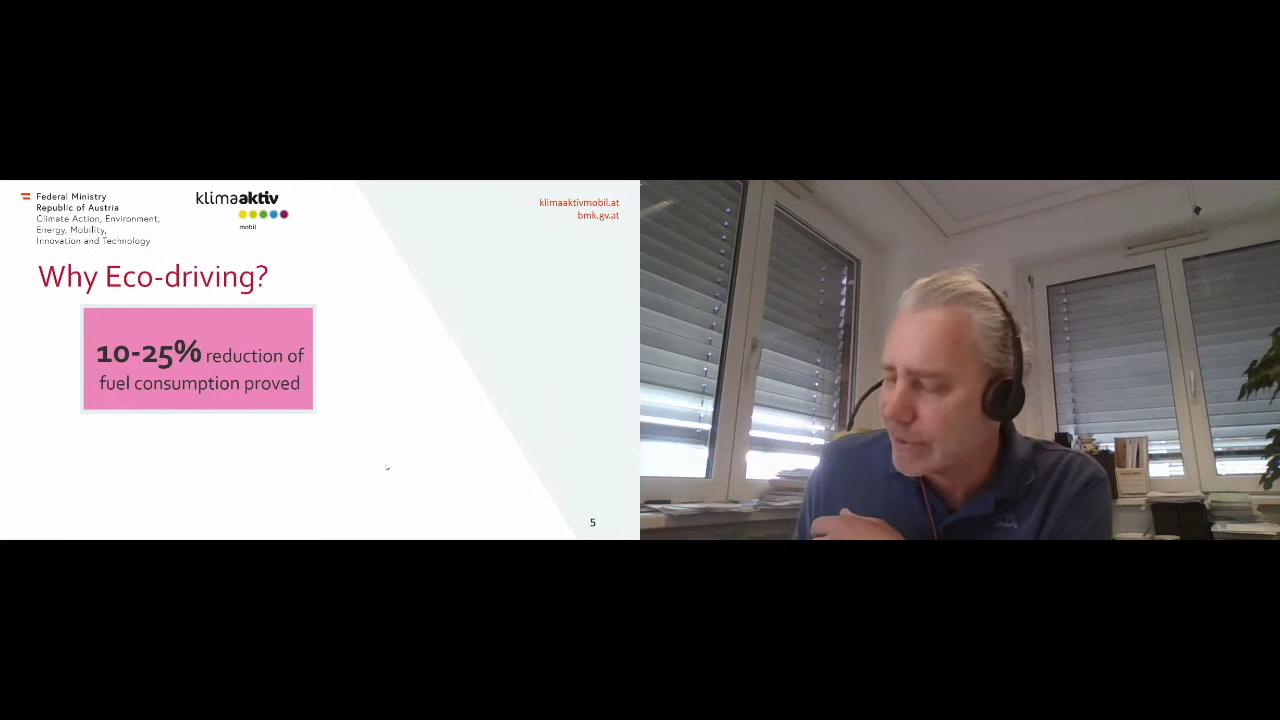 Federal Ministry
Republic of Austria
Climate Action, Environment,
Energy, Mobility,
Innovation and Technology
klimaaktiv
mobil
klimaaktivmobil.at
bmk.gv.at
Why Eco-driving?
10-25% reduction of
fuel consumption proved
5